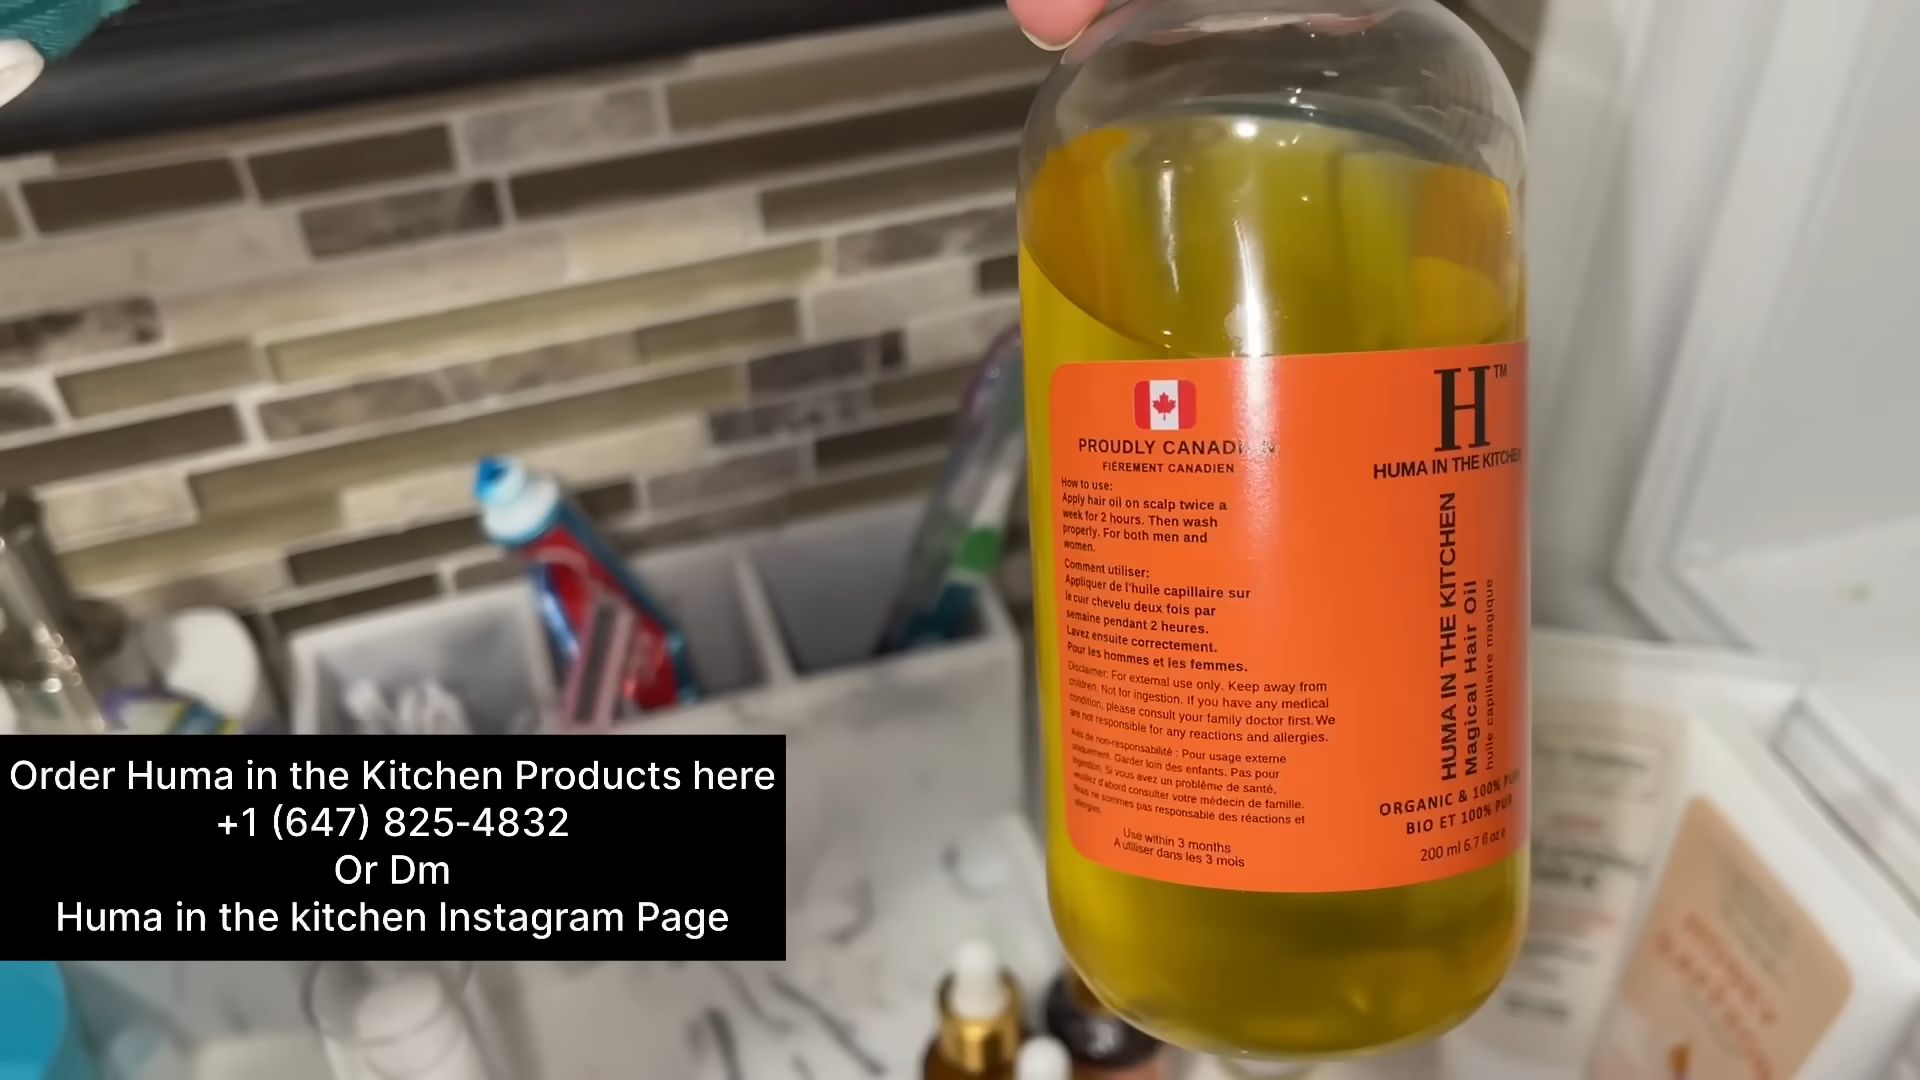 PROUDLY CANADIAN
FIÈREMENT CANADIEN
How to use:
Apply hair oil on scalp twice a
week for 2 hours. Then wash
properly. For both men and
women.
Comment utiliser:
Appliquer de l'huile capillaire sur
le cuir chevelu deux fois par
semaine pendant 2 heures.
Lavez ensuite correctement.
Pour les hommes et les femmes.
Disclaimer: For external use only. Keep away from
children. Not for ingestion. If you have any medical
condition, please consult your family doctor first. We
are not responsible for any reactions and allergies.
Avis de non-responsabilité : Pour usage externe
uniquement. Garder loin des enfants. Pas pour
ingestion. Si vous avez un problème de santé,
veuillez d'abord consulter votre médecin de famille.
Nous ne sommes pas responsable des réactions et
allergies.
Use within 3 months
A utiliser dans les 3 mois
H TM
HUMA IN THE KITCHEN
HUMA IN THE KITCHEN
Magical Hair Oil
huile capillaire magique
ORGANIC & 100%
BIO ET 100% PUR
200 ml 6.7 fl oz e
Order Huma in the Kitchen Products here
+1 (647) 825-4832
Or Dm
Huma in the kitchen Instagram Page